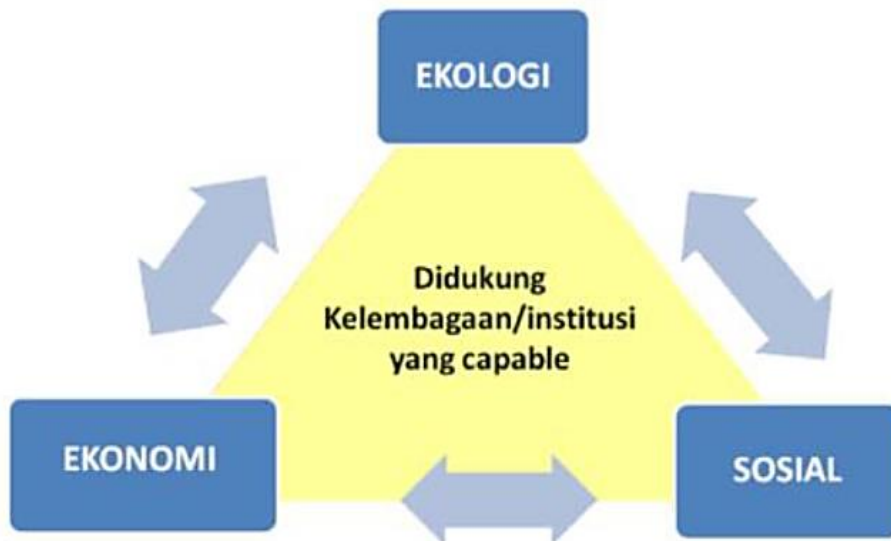 EKOLOGI
Didukung
Kelembagaan/institusi
yang capable
EKONOMI
SOSIAL